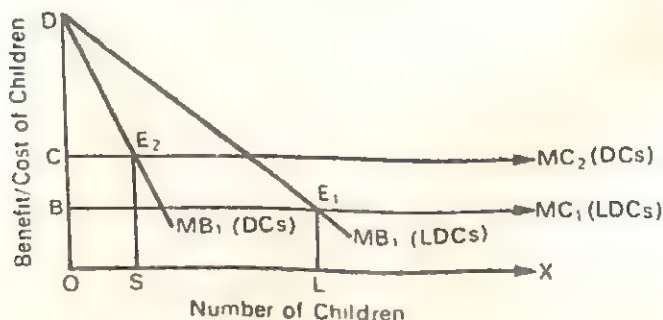 Benefit/Cost of Children
D
E₂
C
MC₂ (DCs)
E₁
B
MC₁ (LDCs)
MB₁ (DCs)
MB₁ (LDCs)
O
S
L
X
Number of Children